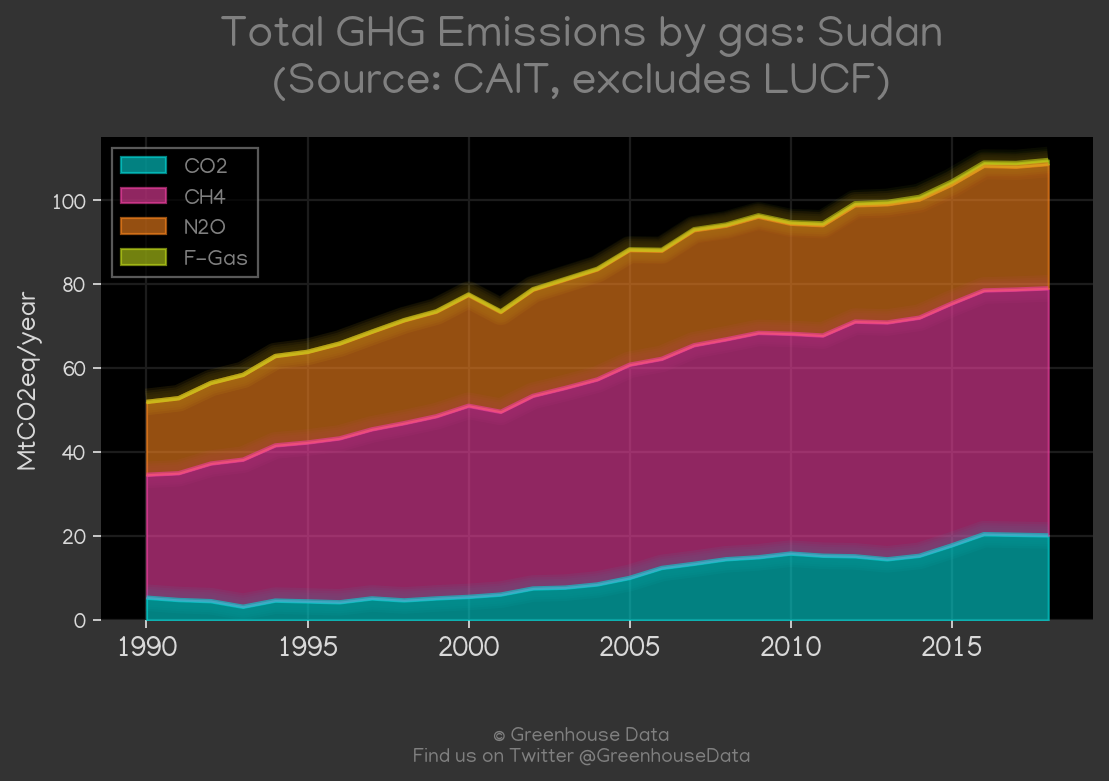 Total GHG Emissions by gas: Sudan
(Source: CAIT, excludes LUCF)
CO2
CH4
N2O
F-Gas
MtCO2eq/year
100
80
60
40
20
0
1990 1995 2000 2005 2010 2015
© Greenhouse Data
Find us on Twitter @GreenhouseData